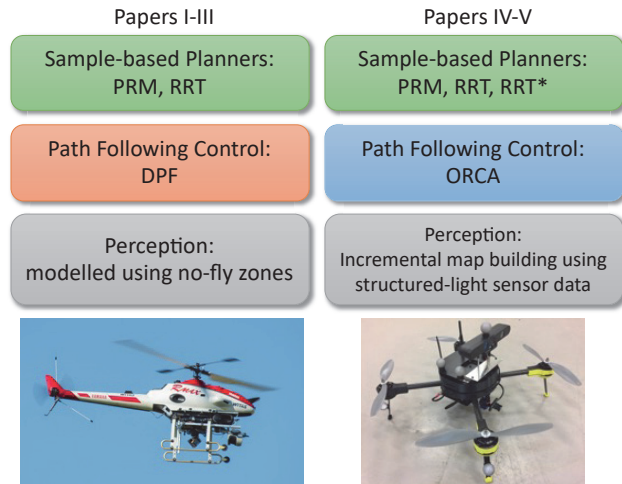 Papers I-III
Sample-based Planners:
PRM, RRT
Path Following Control:
DPF
Perception:
modelled using no-fly zones
Papers IV-V
Sample-based Planners:
PRM, RRT, RRT*
Path Following Control:
ORCA
Perception:
Incremental map building using
structured-light sensor data
Rmax
YAMAHA